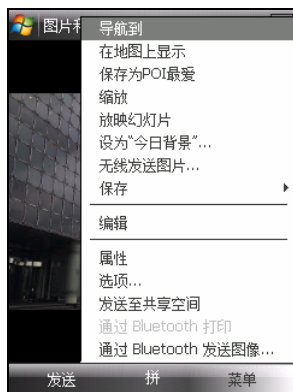 图片和
导航到
在地图上显示
保存为POI最爱
缩放
放映幻灯片
设为“今日背景”...
无线发送图片...
保存
编辑
属性
选项...
发送至共享空间
通过 Bluetooth 打印
通过 Bluetooth 发送图像...
发送
拼
菜单